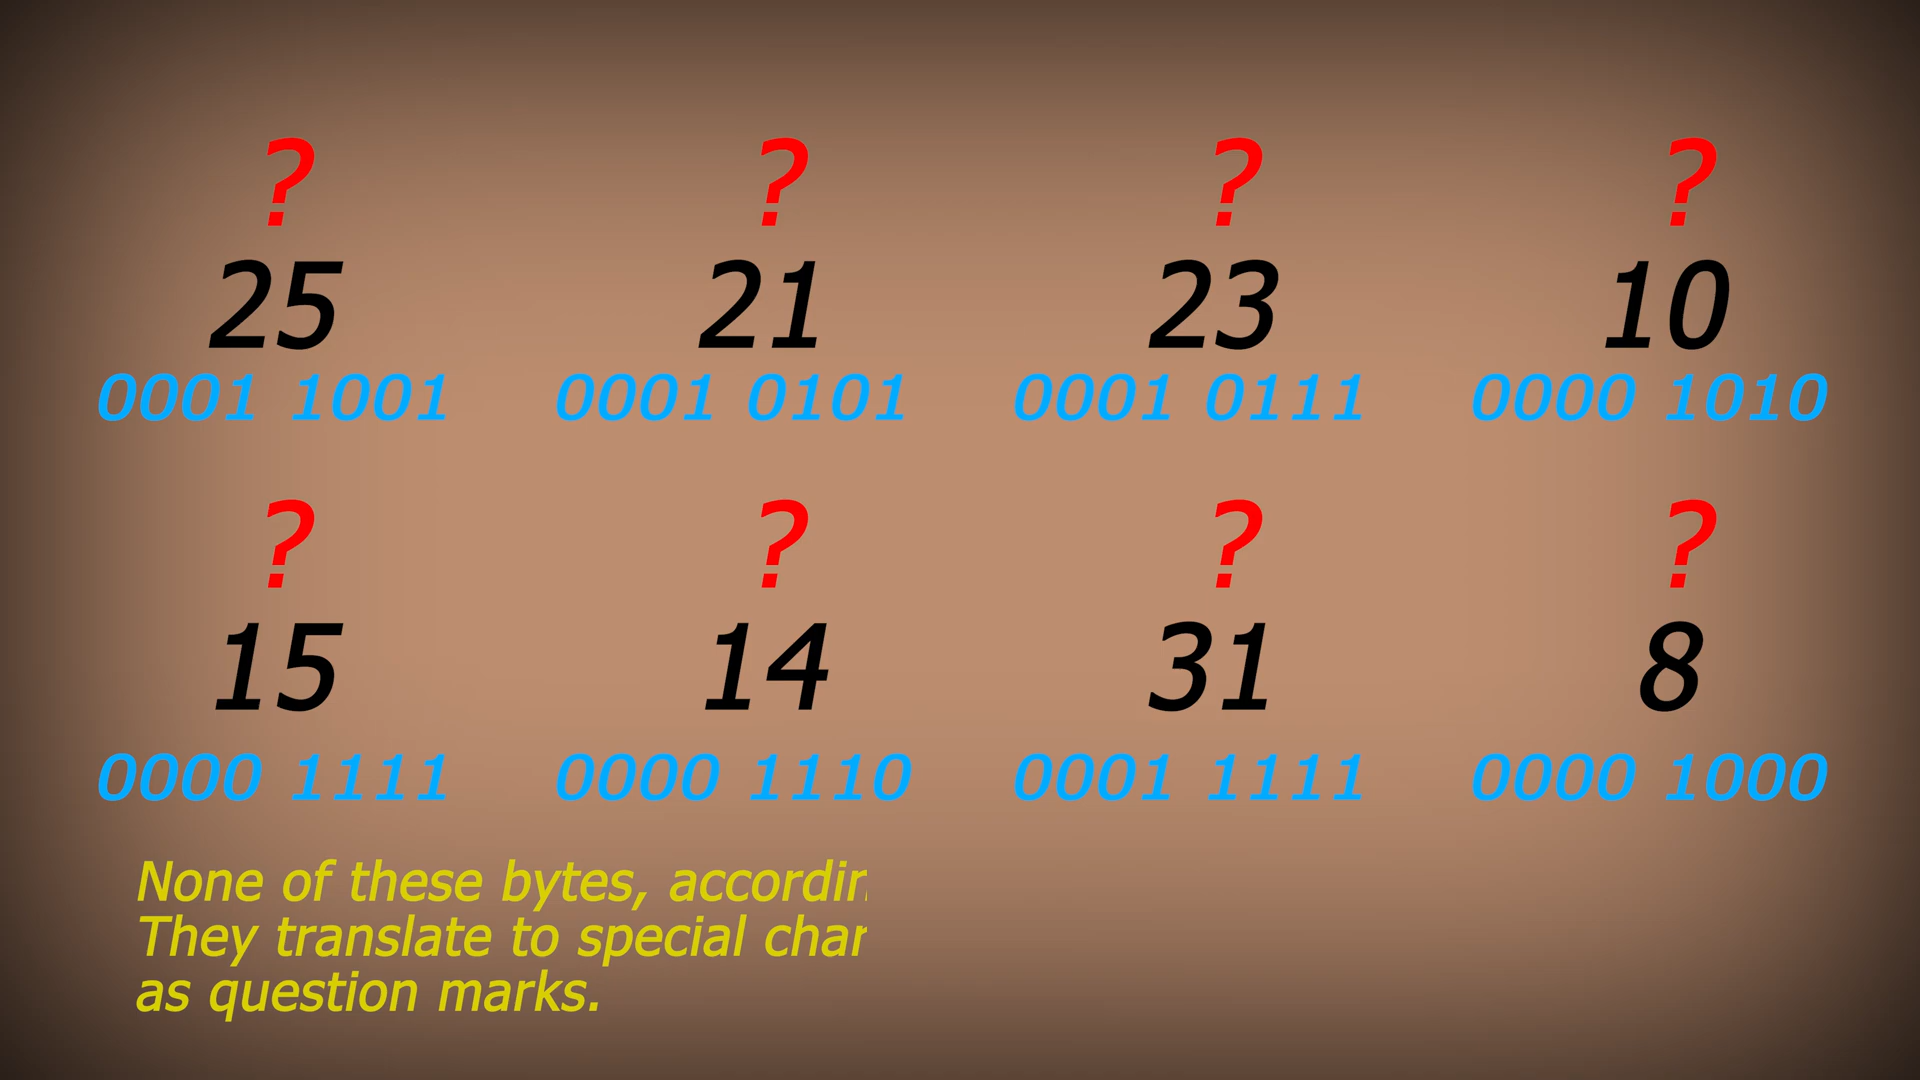 ? ? ? ?
25 21 23 10
0001 1001 0001 0101 0001 0111 0000 1010
? ? ? ?
15 14 31 8
0000 1111 0000 1110 0001 1111 0000 1000
None of these bytes,
They translate to special
as question marks.